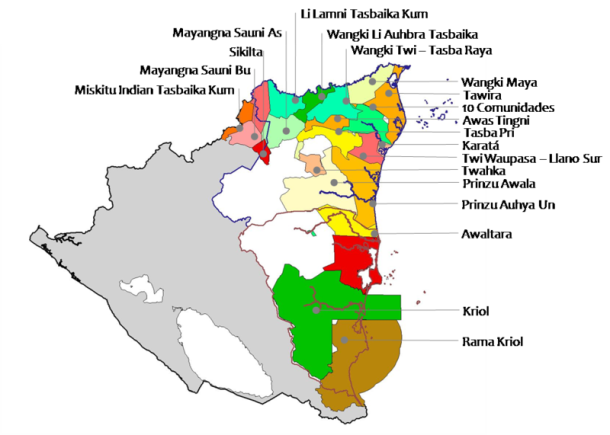 Li Lamni Tasbaika Kum
Mayangna Sauni As
Wangki Li Auhbra Tasbaika
Sikilta
Wangki Twi – Tasba Raya
Mayangna Sauni Bu
Miskitu Indian Tasbaika Kum
Wangki Maya
Tawira
10 Comunidades
Awas Tingni
Tasba Pri
Karatá
Twi Waupasa – Llano Sur
Twahka
Prinzu Awala
Prinzu Auhya Un
Awaltara
Kriol
Rama Kriol